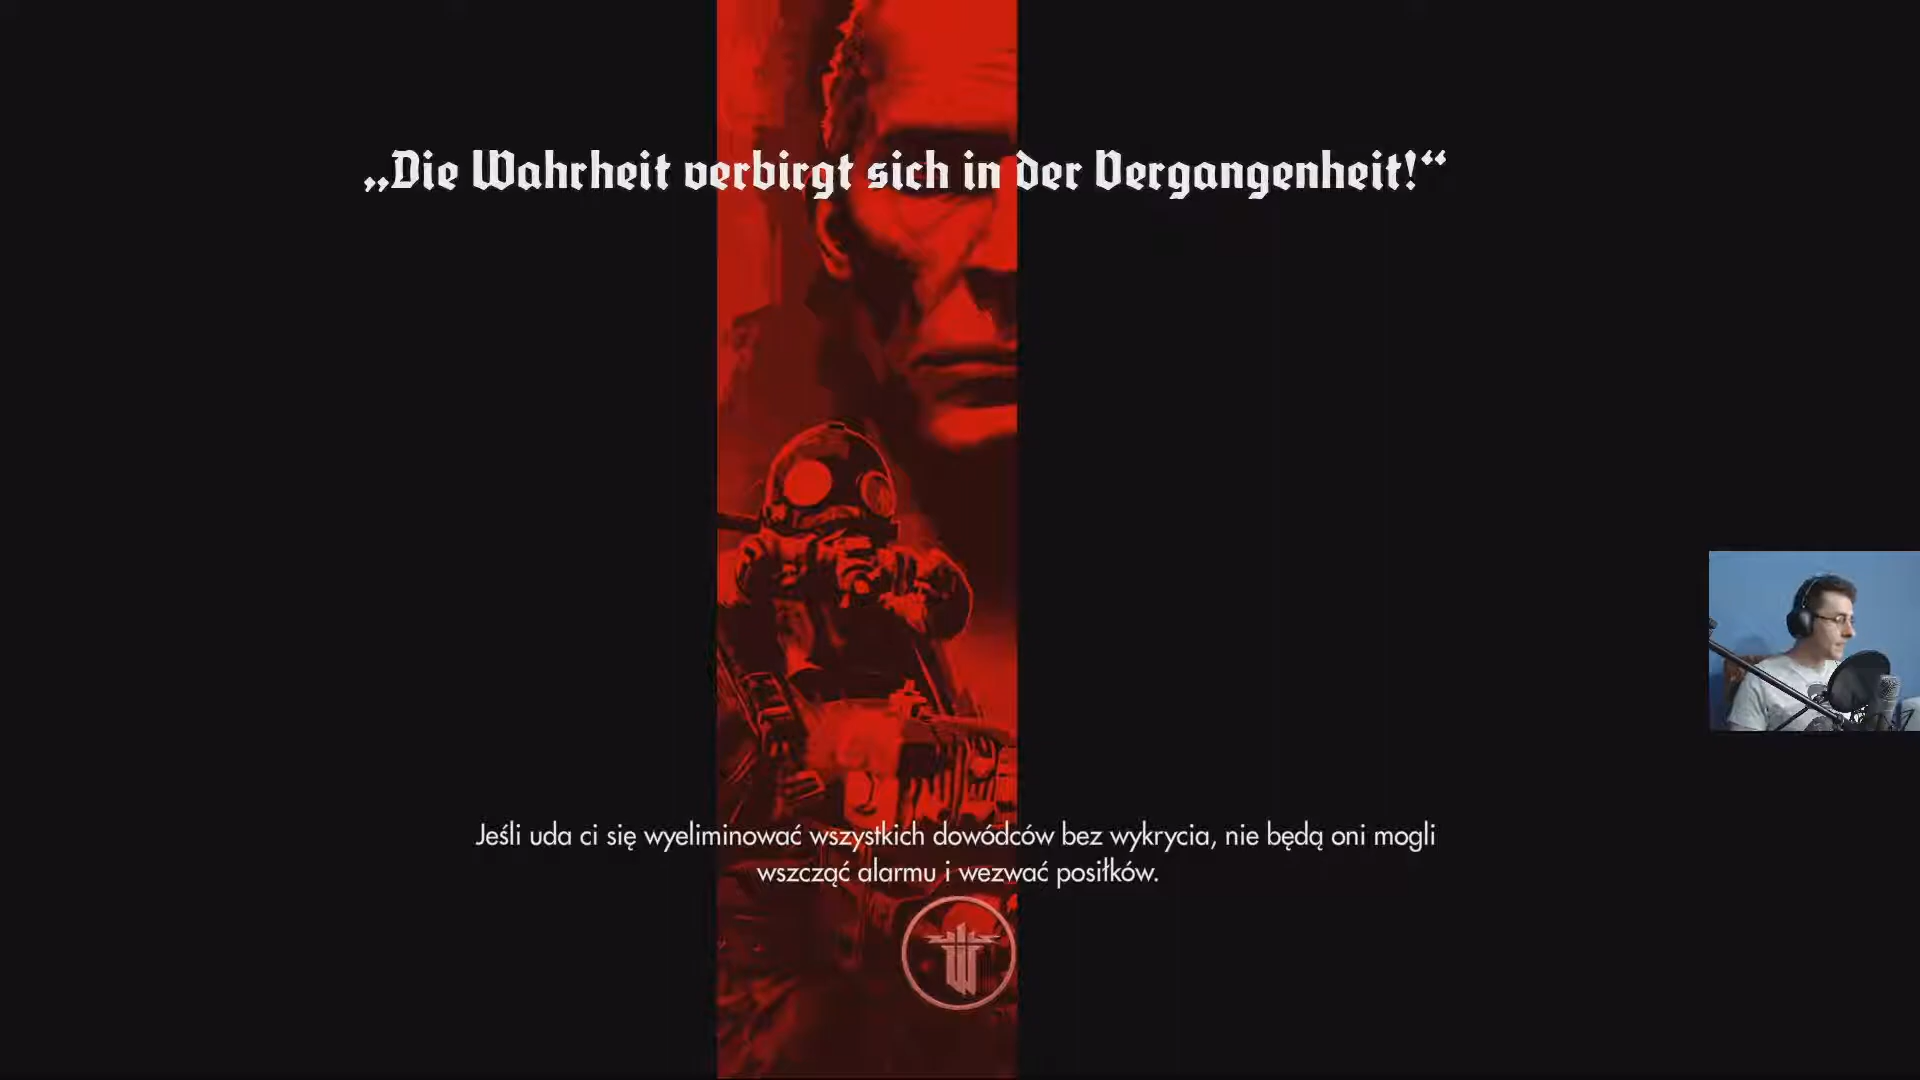 „Die Wahrheit verbirgt sich in der Vergangenheit!“
Jeśli uda ci się wyeliminować wszystkich dowódców bez wykrycia, nie będą oni mogli
wszcząć alarmu i wezwać posiłków.